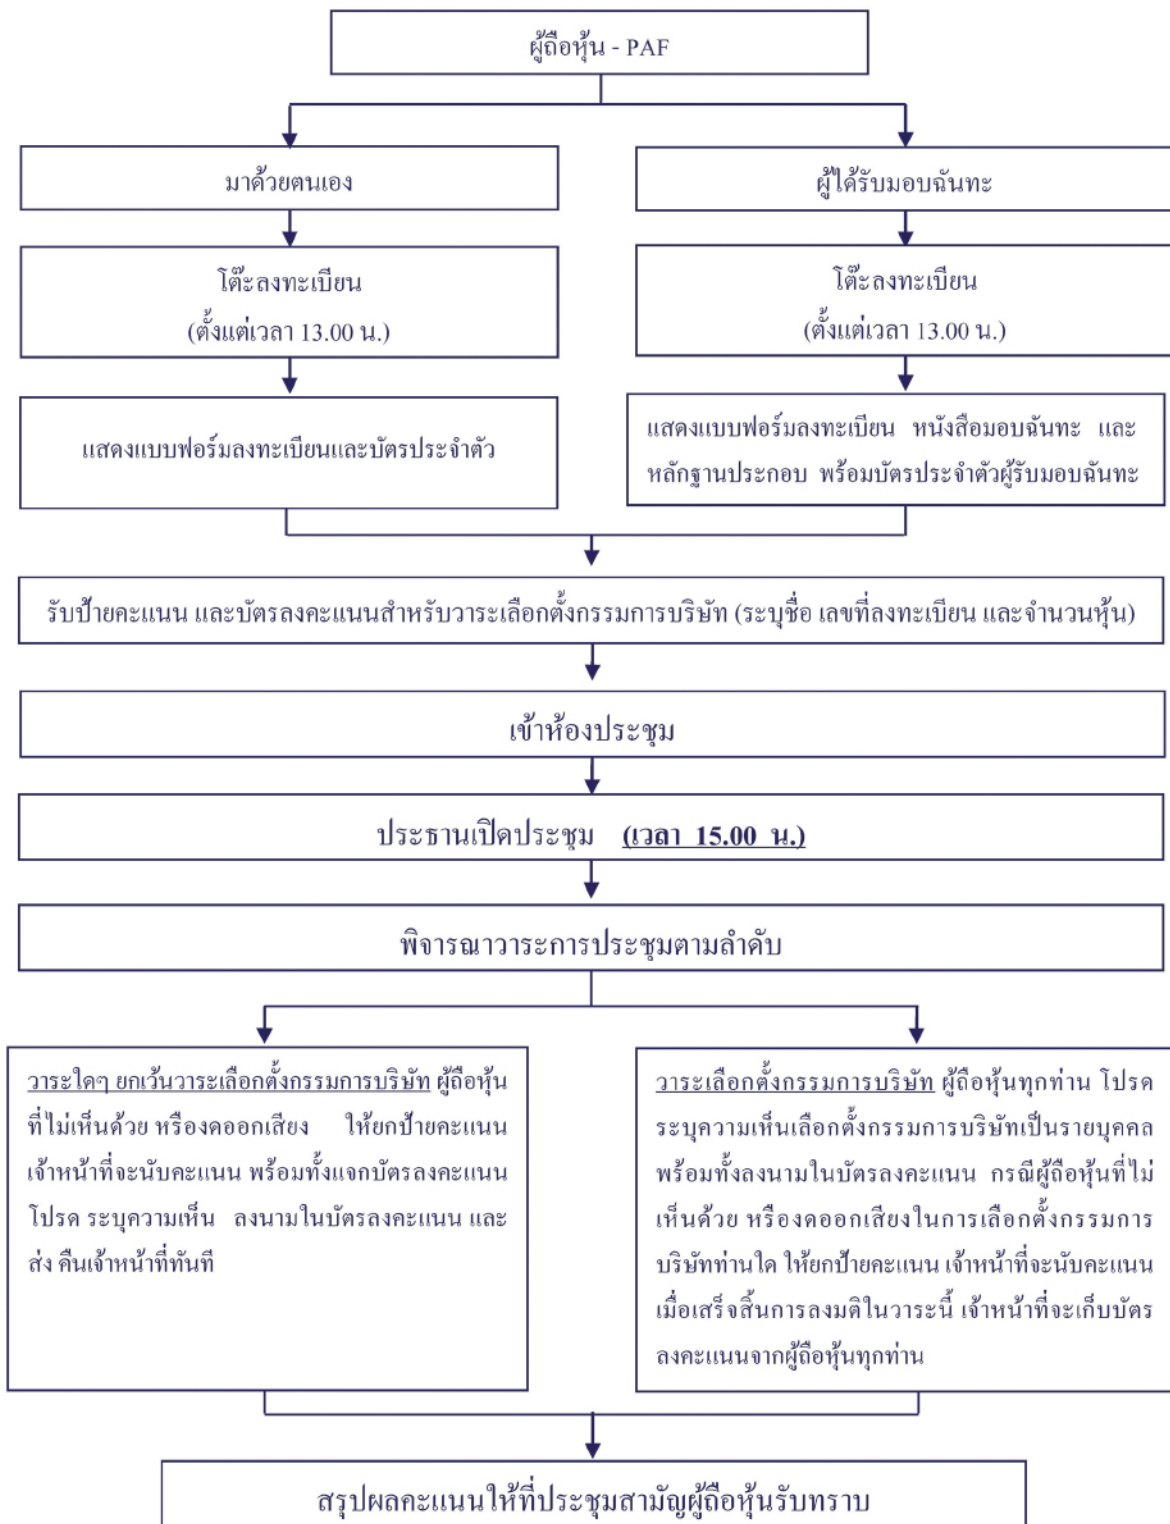 ผู้ถือหุ้น - PAF
มาด้วยตนเอง
ผู้ได้รับมอบฉันทะ
โต๊ะลงทะเบียน
(ตั้งแต่เวลา 13.00 น.)
โต๊ะลงทะเบียน
(ตั้งแต่เวลา 13.00 น.)
แสดงแบบฟอร์มลงทะเบียนและบัตรประจำตัว
แสดงแบบฟอร์มลงทะเบียน หนังสือมอบฉันทะ และ
หลักฐานประกอบ พร้อมบัตรประจำตัวผู้รับมอบฉันทะ
รับป้ายคะแนน และบัตรลงคะแนนสำหรับวาระเลือกตั้งกรรมการบริษัท (ระบุชื่อ เลขที่ลงทะเบียน และจำนวนหุ้น)
เข้าห้องประชุม
ประธานเปิดประชุม (เวลา 15.00 น.)
พิจารณาวาระการประชุมตามลำดับ
วาระใดๆ ยกเว้นวาระเลือกตั้งกรรมการบริษัท ผู้ถือหุ้น
ที่ไม่เห็นด้วย หรืองดออกเสียง ให้ยกป้ายคะแนน
เจ้าหน้าที่จะนับคะแนน พร้อมทั้งแจกบัตรลงคะแนน
โปรด ระบุความเห็น ลงนามในบัตรลงคะแนน และ
ส่ง คืนเจ้าหน้าที่ทันที
วาระเลือกตั้งกรรมการบริษัท ผู้ถือหุ้นทุกท่าน โปรด
ระบุความเห็นเลือกตั้งกรรมการบริษัทเป็นรายบุคคล
พร้อมทั้งลงนามในบัตรลงคะแนน กรณีผู้ถือหุ้นที่ไม่
เห็นด้วย หรืองดออกเสียงในการเลือกตั้งกรรมการ
บริษัทท่านใด ให้ยกป้ายคะแนน เจ้าหน้าที่จะนับคะแนน
เมื่อเสร็จสิ้นการลงมติในวาระนี้ เจ้าหน้าที่จะเก็บบัตร
ลงคะแนนจากผู้ถือหุ้นทุกท่าน
สรุปผลคะแนนให้ที่ประชุมสามัญผู้ถือหุ้นรับทราบ